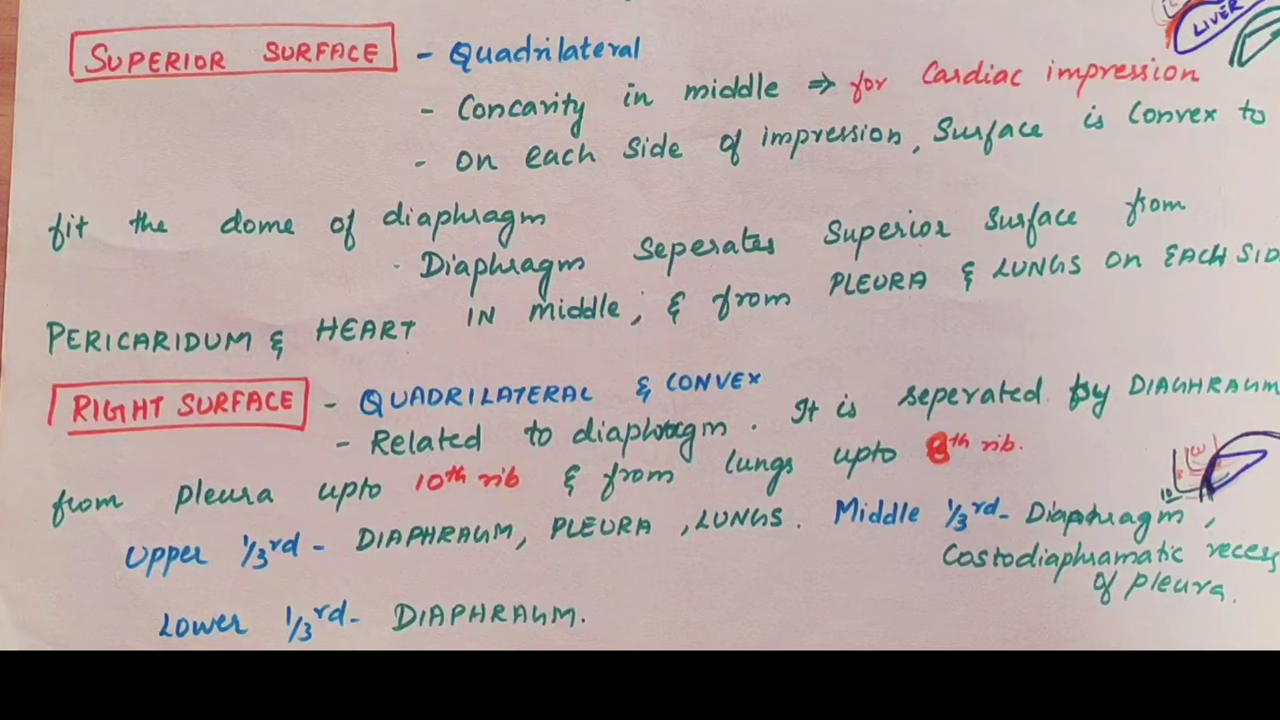 LIVER
SUPERIOR SURFACE - Quadrilateral
- Concavity in middle ⇒ for Cardiac impression
- on each side of impression, Surface is Convex to
fit the dome of diaphragm
. Diaphragm seperates Superior Surface from
PERICARIDUM & HEART IN middle; & from PLEURA & LUNGS ON EACH SID
RIGHT SURFACE - QUADRILATERAL & CONVEX
- Related to diaphragm. It is seperated by DIAGHRAGM
from pleura upto 10th rib & from lungs upto 8th rib.
Upper 1/3rd - DIAPHRAGM, PLEURA, LUNGS. Middle 1/3rd - Diaphragm,
Costodiaphramatic recess
of pleura.
Lower 1/3rd - DIAPHRAGM.